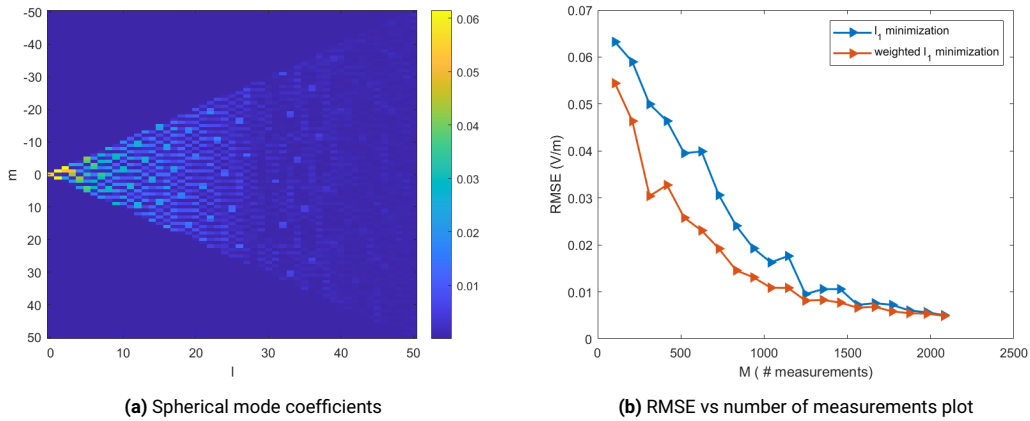 -50
-40
-30
-20
-10
0
10
20
30
40
50
m
0 10 20 30 40 50
l
0.06
0.05
0.04
0.03
0.02
0.01
(a) Spherical mode coefficients
0.07
0.06
0.05
0.04
0.03
0.02
0.01
0
RMSE (V/m)
0 500 1000 1500 2000 2500
M ( # measurements)
l1 minimization
weighted l1 minimization
(b) RMSE vs number of measurements plot